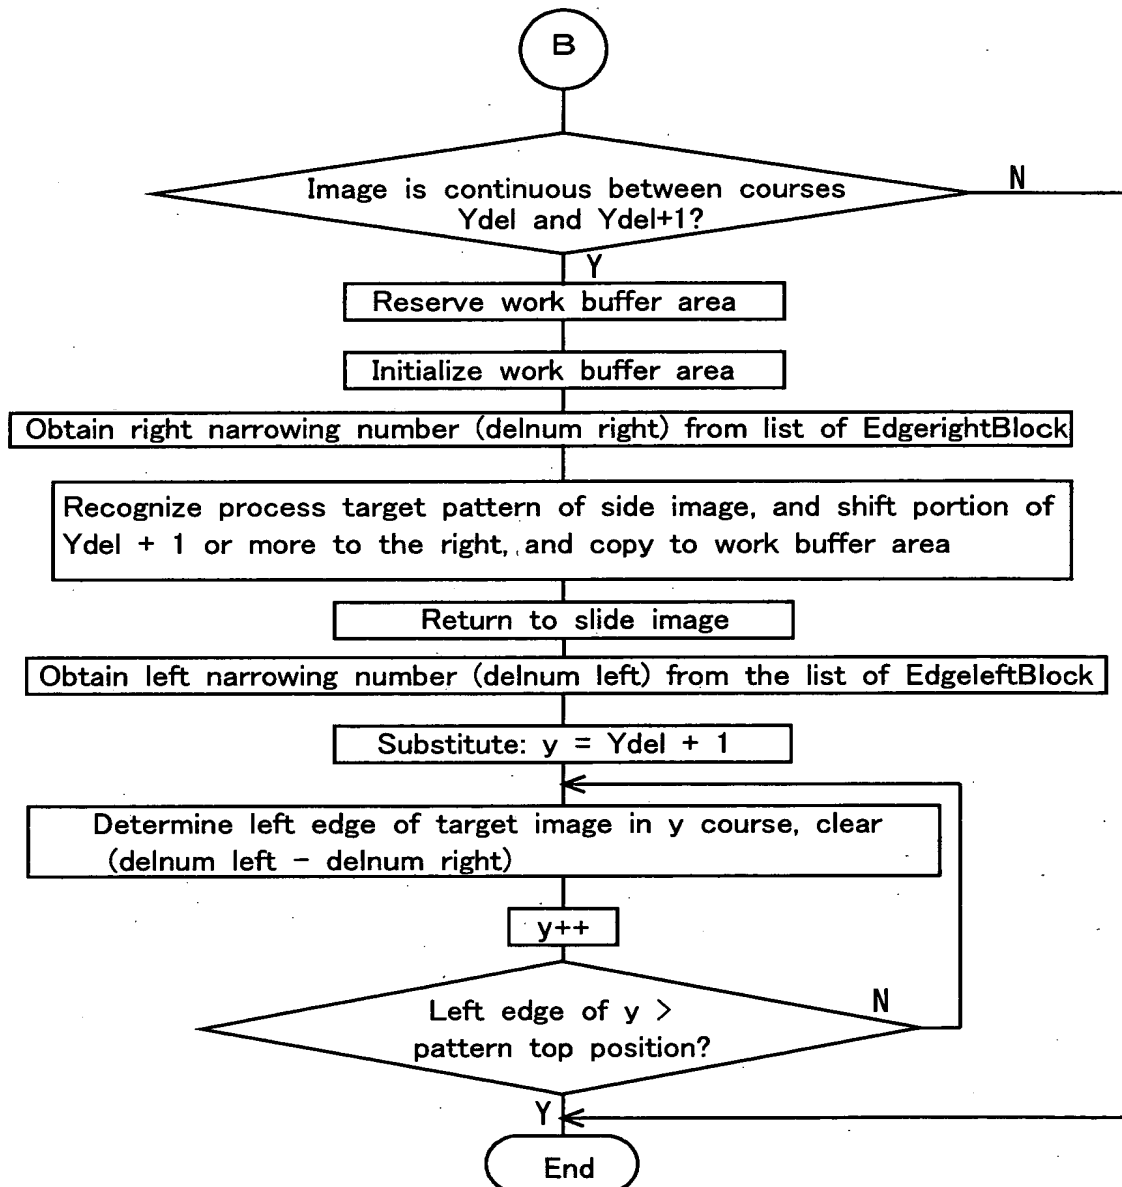 B
Image is continuous between courses
Ydel and Ydel+1?
N
Y
Reserve work buffer area
Initialize work buffer area
Obtain right narrowing number (delnum right) from list of EdgerightBlock
Recognize process target pattern of side image, and shift portion of
Ydel + 1 or more to the right, and copy to work buffer area
Return to slide image
Obtain left narrowing number (delnum left) from the list of EdgeleftBlock
Substitute: y = Ydel + 1
Determine left edge of target image in y course, clear
(delnum left - delnum right)
y++
Left edge of y >
pattern top position?
N
Y
End